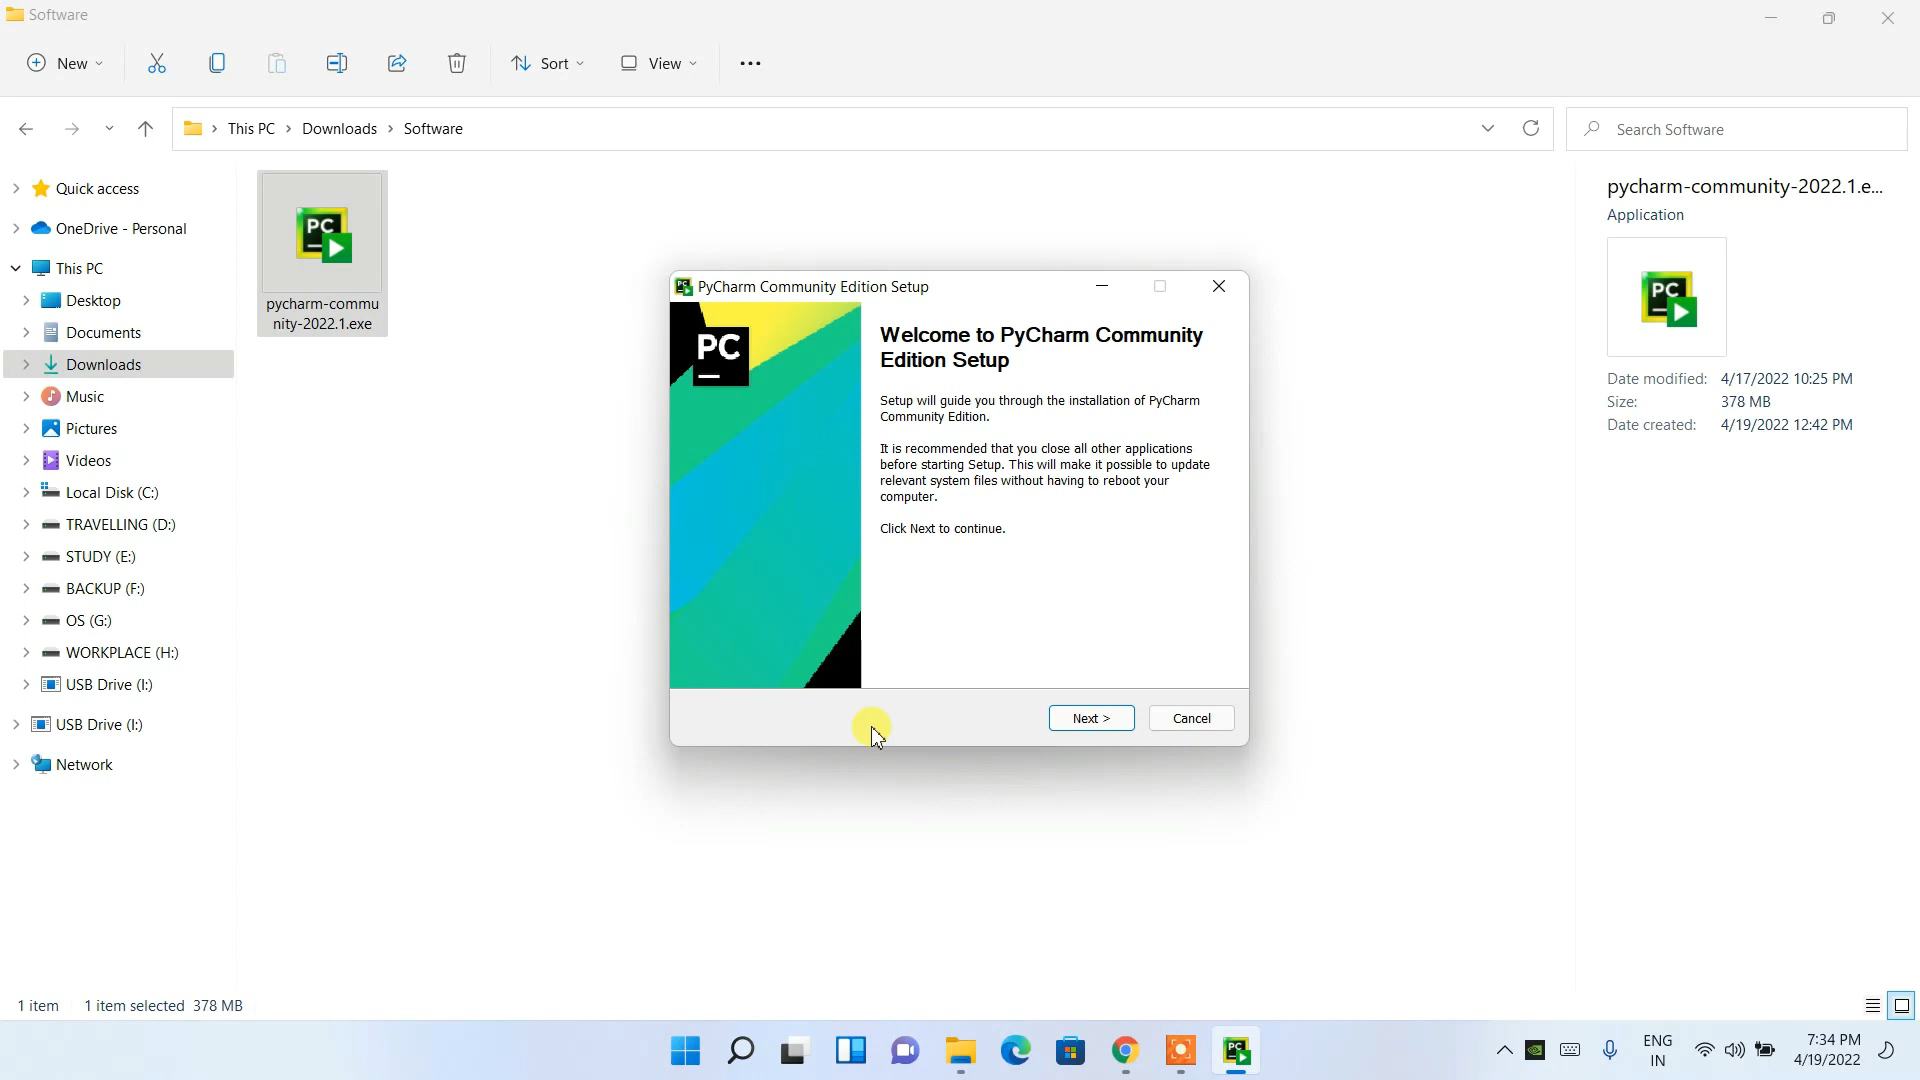 Software
New
Sort
View
This PC
Downloads
Software
Search Software
Quick access
OneDrive - Personal
This PC
Desktop
Documents
Downloads
Music
Pictures
Videos
Local Disk (C:)
TRAVELLING (D:)
STUDY (E:)
BACKUP (F:)
OS (G:)
WORKPLACE (H:)
USB Drive (I:)
USB Drive (I:)
Network
PC
pycharm-commu
nity-2022.1.exe
PyCharm Community Edition Setup
PC
Welcome to PyCharm Community
Edition Setup
Setup will guide you through the installation of PyCharm
Community Edition.
It is recommended that you close all other applications
before starting Setup. This will make it possible to update
relevant system files without having to reboot your
computer.
Click Next to continue.
Next >
Cancel
pycharm-community-2022.1.e...
Application
PC
Date modified: 4/17/2022 10:25 PM
Size: 378 MB
Date created: 4/19/2022 12:42 PM
1 item
1 item selected 378 MB
PC
ENG
IN
7:34 PM
4/19/2022